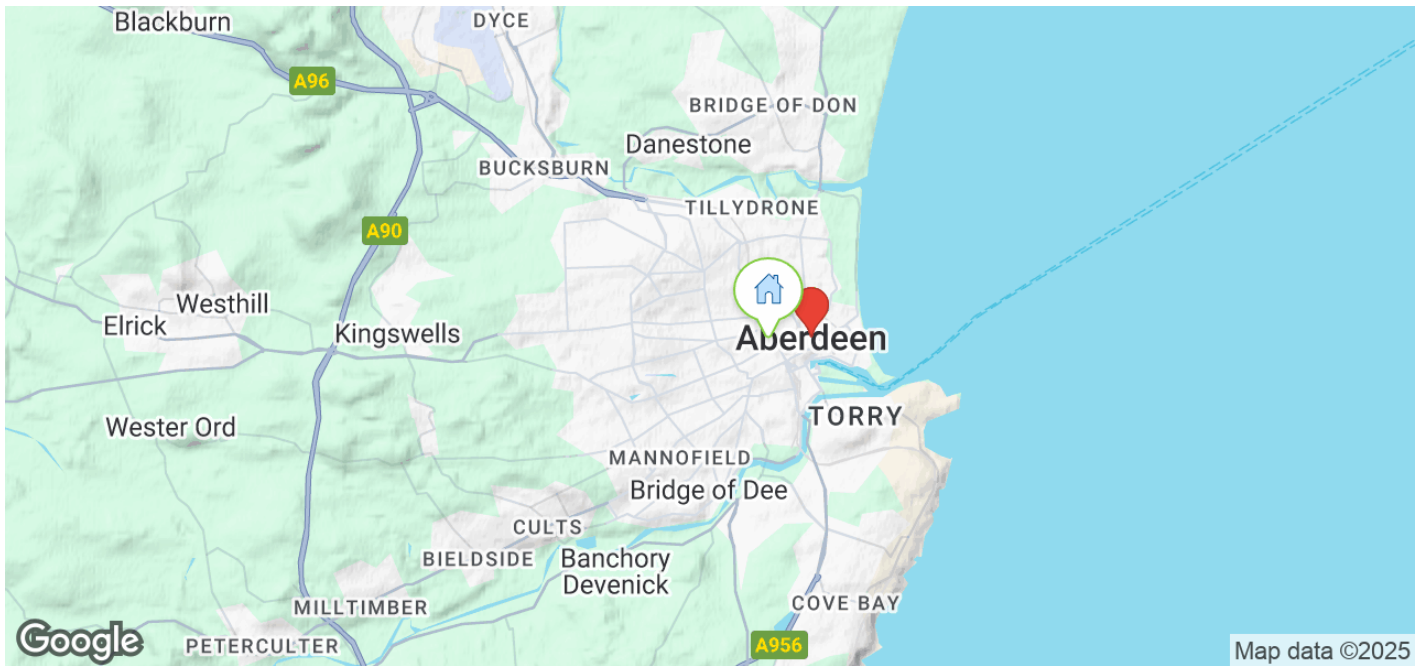 Blackburn
DYCE
A96
BRIDGE OF DON
Danestone
BUCKSBURN
TILLYDRONE
A90
Westhill
Elrick
Kingswells
Aberdeen
TORRY
Wester Ord
MANNOFIELD
Bridge of Dee
CULTS
BIELDSIDE
Banchory
Devenick
MILLTIMBER
COVE BAY
PETERCULTER
A956
Google
Map data ©2025